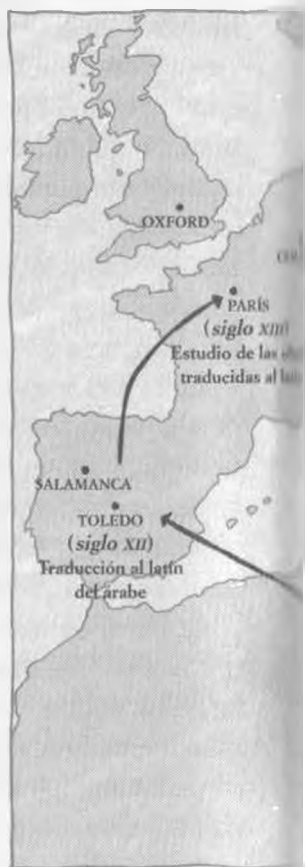 OXFORD
PARÍS
(siglo XIII)
Estudio de las
traducidas al
SALAMANCA
TOLEDO
(siglo XII)
Traducción al latín
del árabe